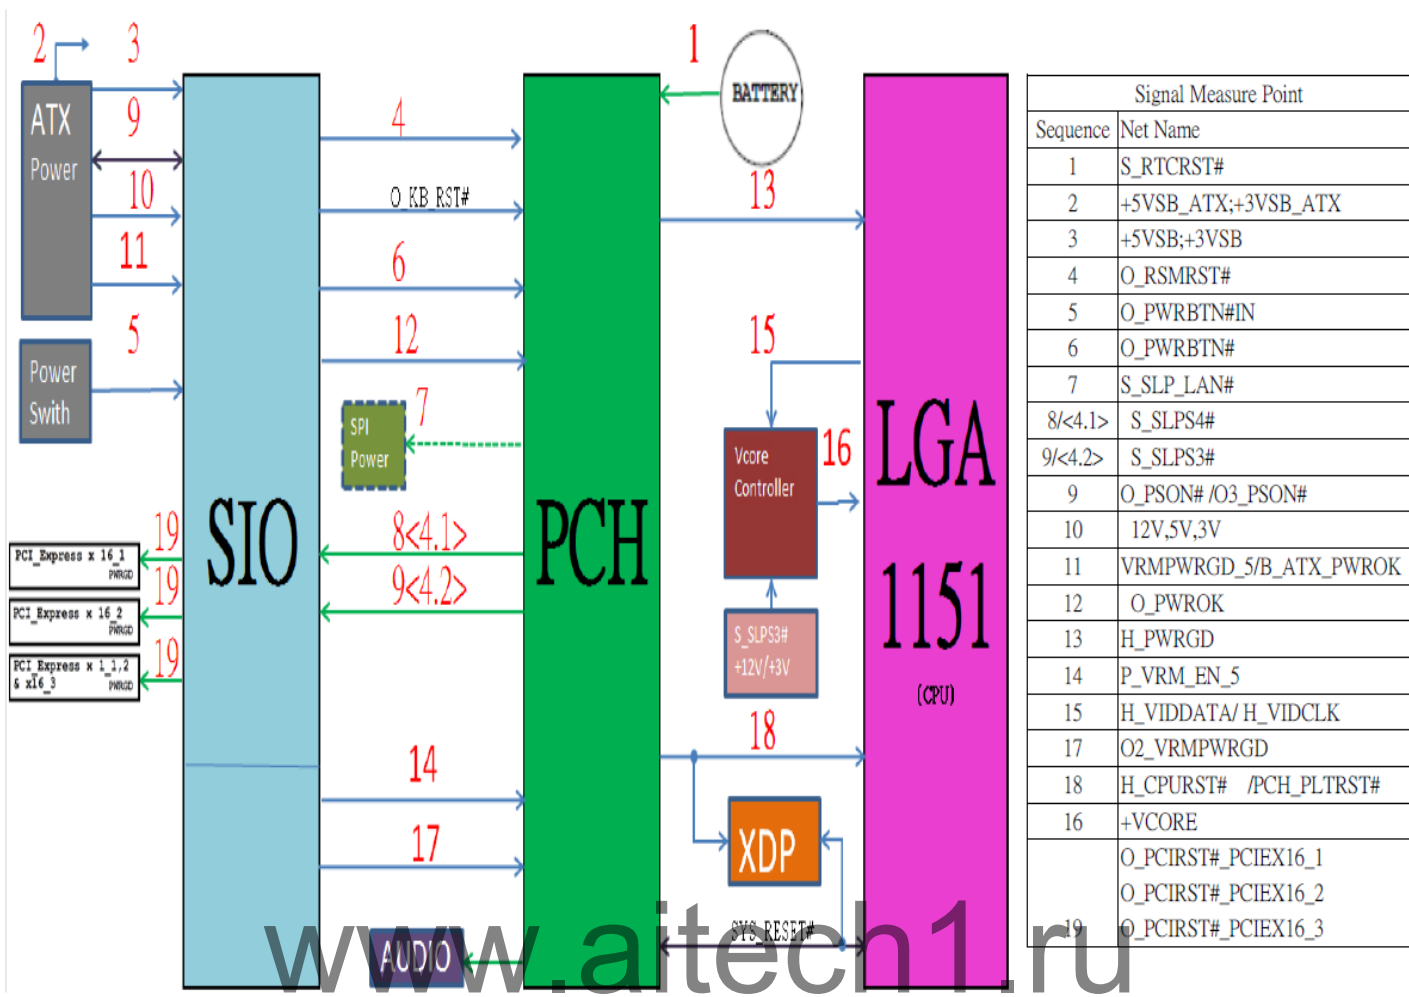 2
3
ATX
Power
9
10
11
5
Power
Swith
SIO
4
O_KB_RST#
6
12
SPI
Power
7
8<4.1>
9<4.2>
19
PCI_Express x 16_1
PWRGD
19
PCI_Express x 16_2
PWRGD
19
PCI_Express x 1_1,2
& x16_3
PWRGD
14
17
AUDIO
PCH
1
BATTERY
13
15
Vcore
Controller
16
S_SLPS3#
+12V/+3V
18
XDP
SYS_RESET#
LGA
1151
(CPU)
Signal Measure Point
Sequence Net Name
1 S_RTCRST#
2 +5VSB_ATX;+3VSB_ATX
3 +5VSB;+3VSB
4 O_RSMRST#
5 O_PWRBTN#IN
6 O_PWRBTN#
7 S_SLP_LAN#
8/<4.1> S_SLPS4#
9/<4.2> S_SLPS3#
9 O_PSON# /O3_PSON#
10 12V,5V,3V
11 VRMPWRGD_5/B_ATX_PWROK
12 O_PWROK
13 H_PWRGD
14 P_VRM_EN_5
15 H_VIDDATA/ H_VIDCLK
17 O2_VRMPWRGD
18 H_CPURST# /PCH_PLTRST#
16 +VCORE
O_PCIRST#_PCIEX16_1
O_PCIRST#_PCIEX16_2
19 O_PCIRST#_PCIEX16_3
www.aitech1.ru